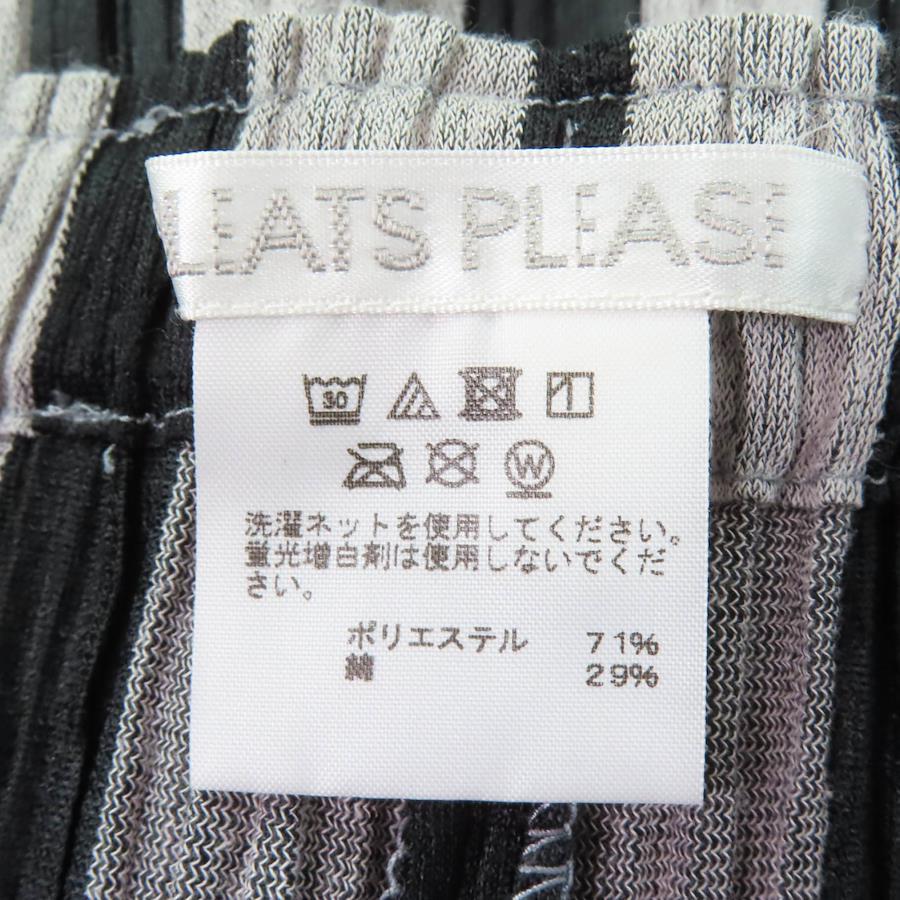 LEATS PLEASE
30
W
洗濯ネットを使用してください。
蛍光増白剤は使用しないでくだ
さい。
ポリエステル 71%
綿 29%